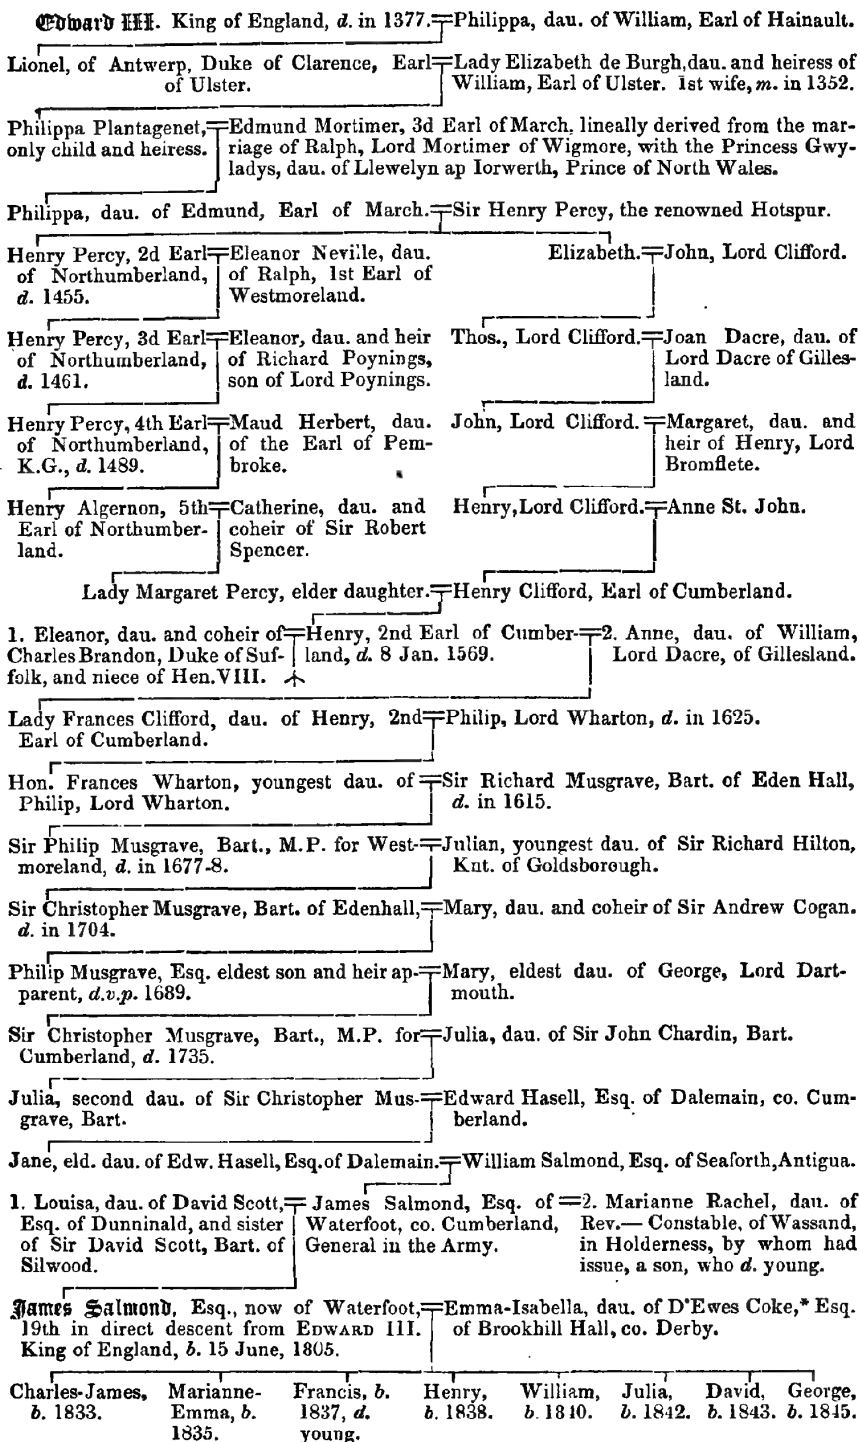 Edward III. King of England, d. in 1377.=Philippa, dau. of William, Earl of Hainault.
Lionel, of Antwerp, Duke of Clarence, Earl of Ulster.=Lady Elizabeth de Burgh, dau. and heiress of
William, Earl of Ulster. 1st wife, m. in 1352.
Philippa Plantagenet,
only child and heiress.=Edmund Mortimer, 3d Earl of March, lineally derived from the mar-
riage of Ralph, Lord Mortimer of Wigmore, with the Princess Gwy-
ladys, dau. of Llewelyn ap Iorwerth, Prince of North Wales.
Philippa, dau. of Edmund, Earl of March.=Sir Henry Percy, the renowned Hotspur.
Henry Percy, 2d Earl
of Northumberland,
d. 1455.
=Eleanor Neville, dau.
of Ralph, 1st Earl of
Westmoreland.
Elizabeth.=John, Lord Clifford.
Henry Percy, 3d Earl
of Northumberland,
d. 1461.
=Eleanor, dau. and heir
of Richard Poynings,
son of Lord Poynings.
Thos., Lord Clifford.=Joan Dacre, dau. of
Lord Dacre of Gilles-
land.
Henry Percy, 4th Earl
of Northumberland,
K.G., d. 1489.
=Maud Herbert, dau.
of the Earl of Pem-
broke.
John, Lord Clifford.=Margaret, dau. and
heir of Henry, Lord
Bromflete.
Henry Algernon, 5th
Earl of Northumber-
land.
=Catherine, dau. and
coheir of Sir Robert
Spencer.
Henry, Lord Clifford.=Anne St. John.
Lady Margaret Percy, elder daughter.=Henry Clifford, Earl of Cumberland.
1. Eleanor, dau. and coheir of
Charles Brandon, Duke of Suf-
folk, and niece of Hen. VIII.
=Henry, 2nd Earl of Cumber-
land, d. 8 Jan. 1569.
=2. Anne, dau. of William,
Lord Dacre, of Gillesland.
Lady Frances Clifford, dau. of Henry, 2nd
Earl of Cumberland.
=Philip, Lord Wharton, d. in 1625.
Hon. Frances Wharton, youngest dau. of
Philip, Lord Wharton.
=Sir Richard Musgrave, Bart. of Eden Hall,
d. in 1615.
Sir Philip Musgrave, Bart., M.P. for West-
moreland, d. in 1677-8.
=Julian, youngest dau. of Sir Richard Hilton,
Knt. of Goldsborough.
Sir Christopher Musgrave, Bart. of Edenhall,
d. in 1704.
=Mary, dau. and coheir of Sir Andrew Cogan.
Philip Musgrave, Esq. eldest son and heir ap-
parent, d.v.p. 1689.
=Mary, eldest dau. of George, Lord Dart-
mouth.
Sir Christopher Musgrave, Bart., M.P. for
Cumberland, d. 1735.
=Julia, dau. of Sir John Chardin, Bart.
Julia, second dau. of Sir Christopher Mus-
grave, Bart.
=Edward Hasell, Esq. of Dalemain, co. Cum-
berland.
Jane, eld. dau. of Edw. Hasell, Esq. of Dalemain.=William Salmond, Esq. of Seaforth, Antigua.
1. Louisa, dau. of David Scott,
Esq. of Dunninald, and sister
of Sir David Scott, Bart. of
Silwood.
=James Salmond, Esq. of
Waterfoot, co. Cumberland,
General in the Army.
=2. Marianne Rachel, dau. of
Rev.— Constable, of Wassand,
in Holderness, by whom had
issue, a son, who d. young.
James Salmond, Esq., now of Waterfoot,
19th in direct descent from EDWARD III.
King of England, b. 15 June, 1805.
=Emma-Isabella, dau. of D'Ewes Coke,* Esq.
of Brookhill Hall, co. Derby.
Charles-James,
b. 1833.
Marianne-
Emma, b.
1835.
Francis, b.
1837, d.
young.
Henry,
b. 1838.
William,
b. 1840.
Julia,
b. 1842.
David,
b. 1843.
George,
b. 1845.